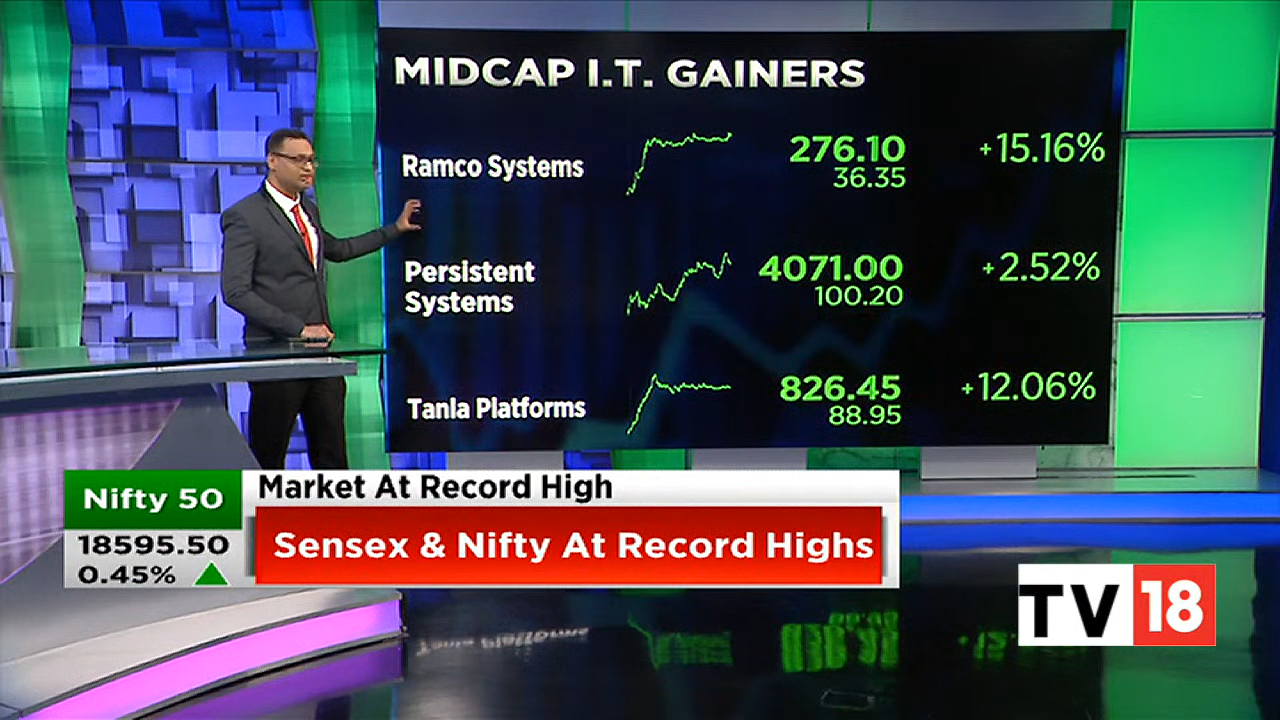 MIDCAP I.T. GAINERS
Ramco Systems 276.10 +15.16%
36.35
Persistent Systems 4071.00 +2.52%
100.20
Tanla Platforms 826.45 +12.06%
88.95
Nifty 50
18595.50
0.45%
Market At Record High
Sensex & Nifty At Record Highs
TV18